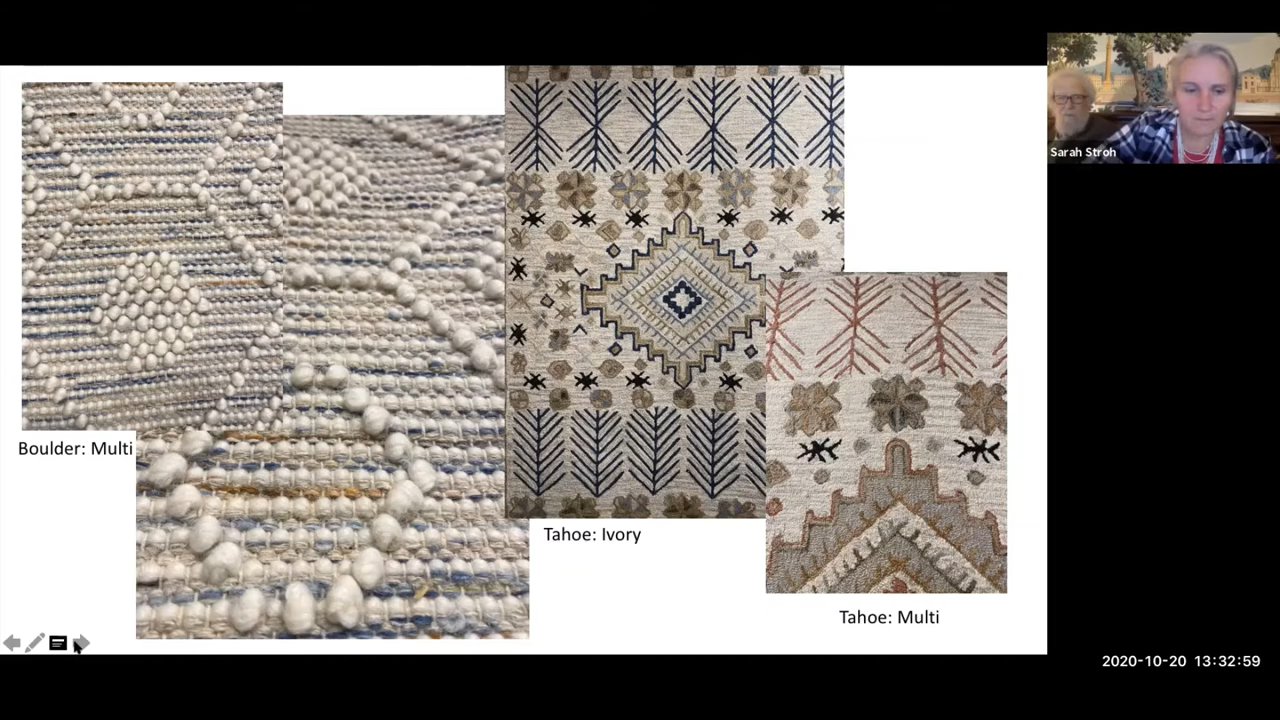 Sarah Stroh
Boulder: Multi
Tahoe: Ivory
Tahoe: Multi
2020-10-20 13:32:59